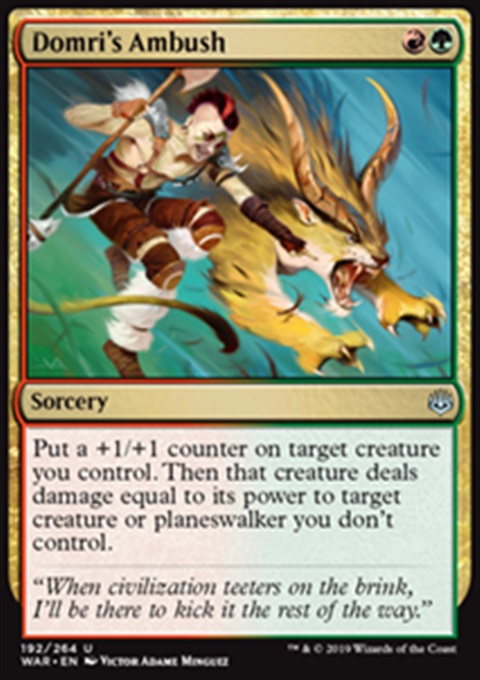 Domri's Ambush
Sorcery
Put a +1/+1 counter on target creature
you control. Then that creature deals
damage equal to its power to target
creature or planeswalker you don't
control.
"When civilization teeters on the brink,
I'll be there to kick it the rest of the way."
192/264 U
™ & © 2019 Wizards of the Coast
WAR • EN Victor Adame Minguez